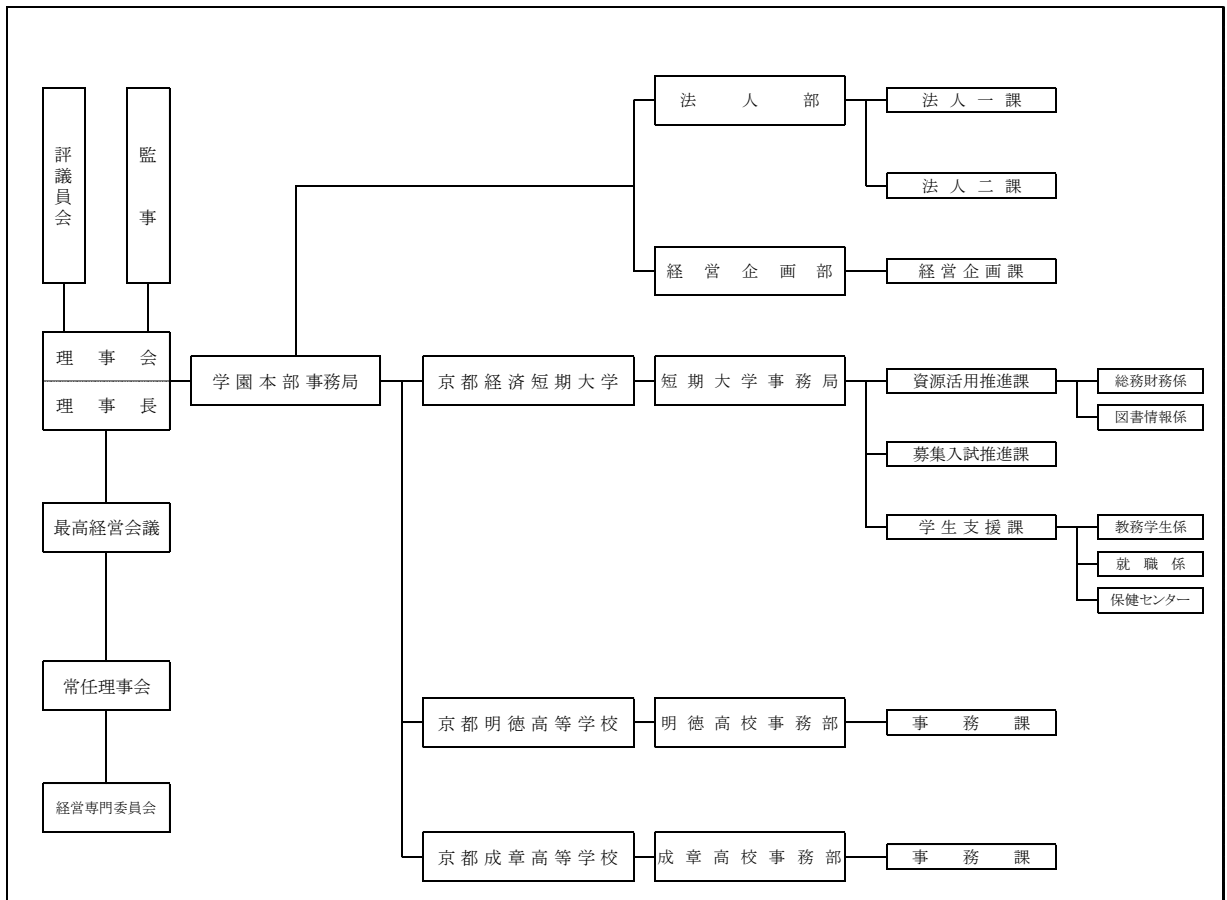 評議員会
監事
理事会
理事長
最高経営会議
常任理事会
経営専門委員会
学園本部事務局
法人部
法人一課
法人二課
経営企画部
経営企画課
京都経済短期大学
短期大学事務局
資源活用推進課
総務財務係
図書情報係
募集入試推進課
学生支援課
教務学生係
就職係
保健センター
京都明徳高等学校
明徳高校事務部
事務課
京都成章高等学校
成章高校事務部
事務課